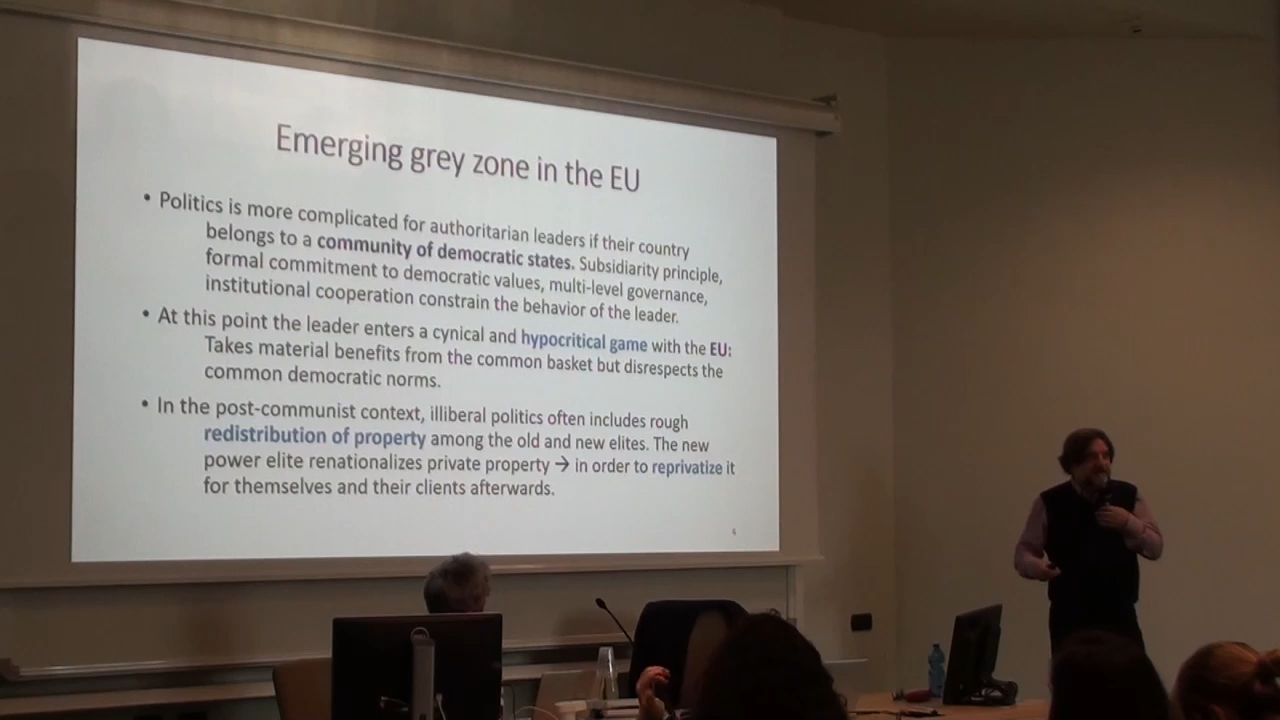 Emerging grey zone in the EU
• Politics is more complicated for authoritarian leaders if their country
belongs to a community of democratic states. Subsidiarity principle,
formal commitment to democratic values, multi-level governance,
institutional cooperation constrain the behavior of the leader.
• At this point the leader enters a cynical and hypocritical game with the EU:
Takes material benefits from the common basket but disrespects the
common democratic norms.
• In the post-communist context, illiberal politics often includes rough
redistribution of property among the old and new elites. The new
power elite renationalizes private property → in order to reprivatize it
for themselves and their clients afterwards.